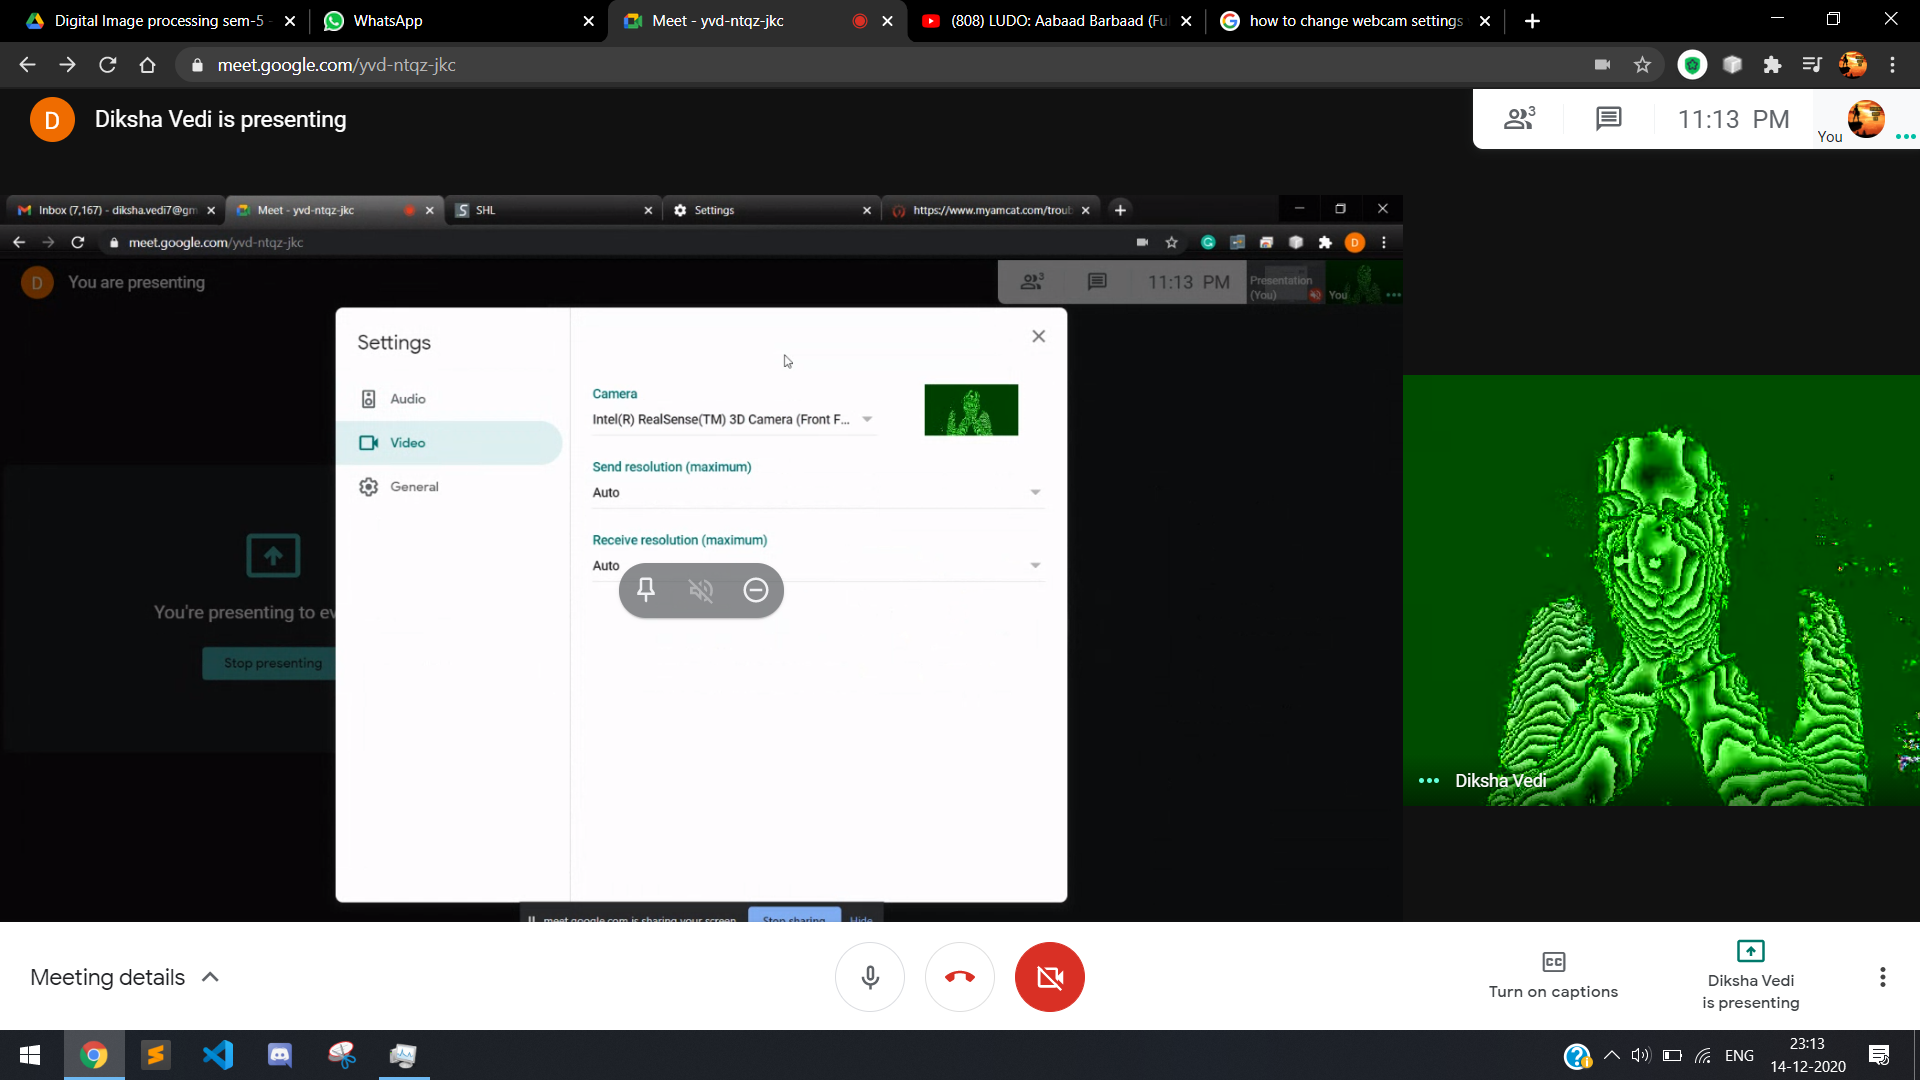 Digital Image processing sem-5 -
WhatsApp
Meet - yvd-ntqz-jkc
(808) LUDO: Aabaad Barbaad (Ful
how to change webcam settings
meet.google.com/yvd-ntqz-jkc
D
Diksha Vedi is presenting
3
11:13 PM
You
Inbox (7,167) - diksha.vedi7@gm
Meet - yvd-ntqz-jkc
S SHL
Settings
https://www.myamcat.com/troub
meet.google.com/yvd-ntqz-jkc
D
D
You are presenting
3
11:13 PM
Presentation
(You)
You
Settings
Audio
Video
General
Camera
Intel(R) RealSense(TM) 3D Camera (Front F...
Send resolution (maximum)
Auto
Receive resolution (maximum)
Auto
You're presenting to ev
Stop presenting
Diksha Vedi
meet.google.com is sharing your screen.
Stop sharing
Hide
Meeting details
CC
Turn on captions
Diksha Vedi
is presenting
ENG
23:13
14-12-2020